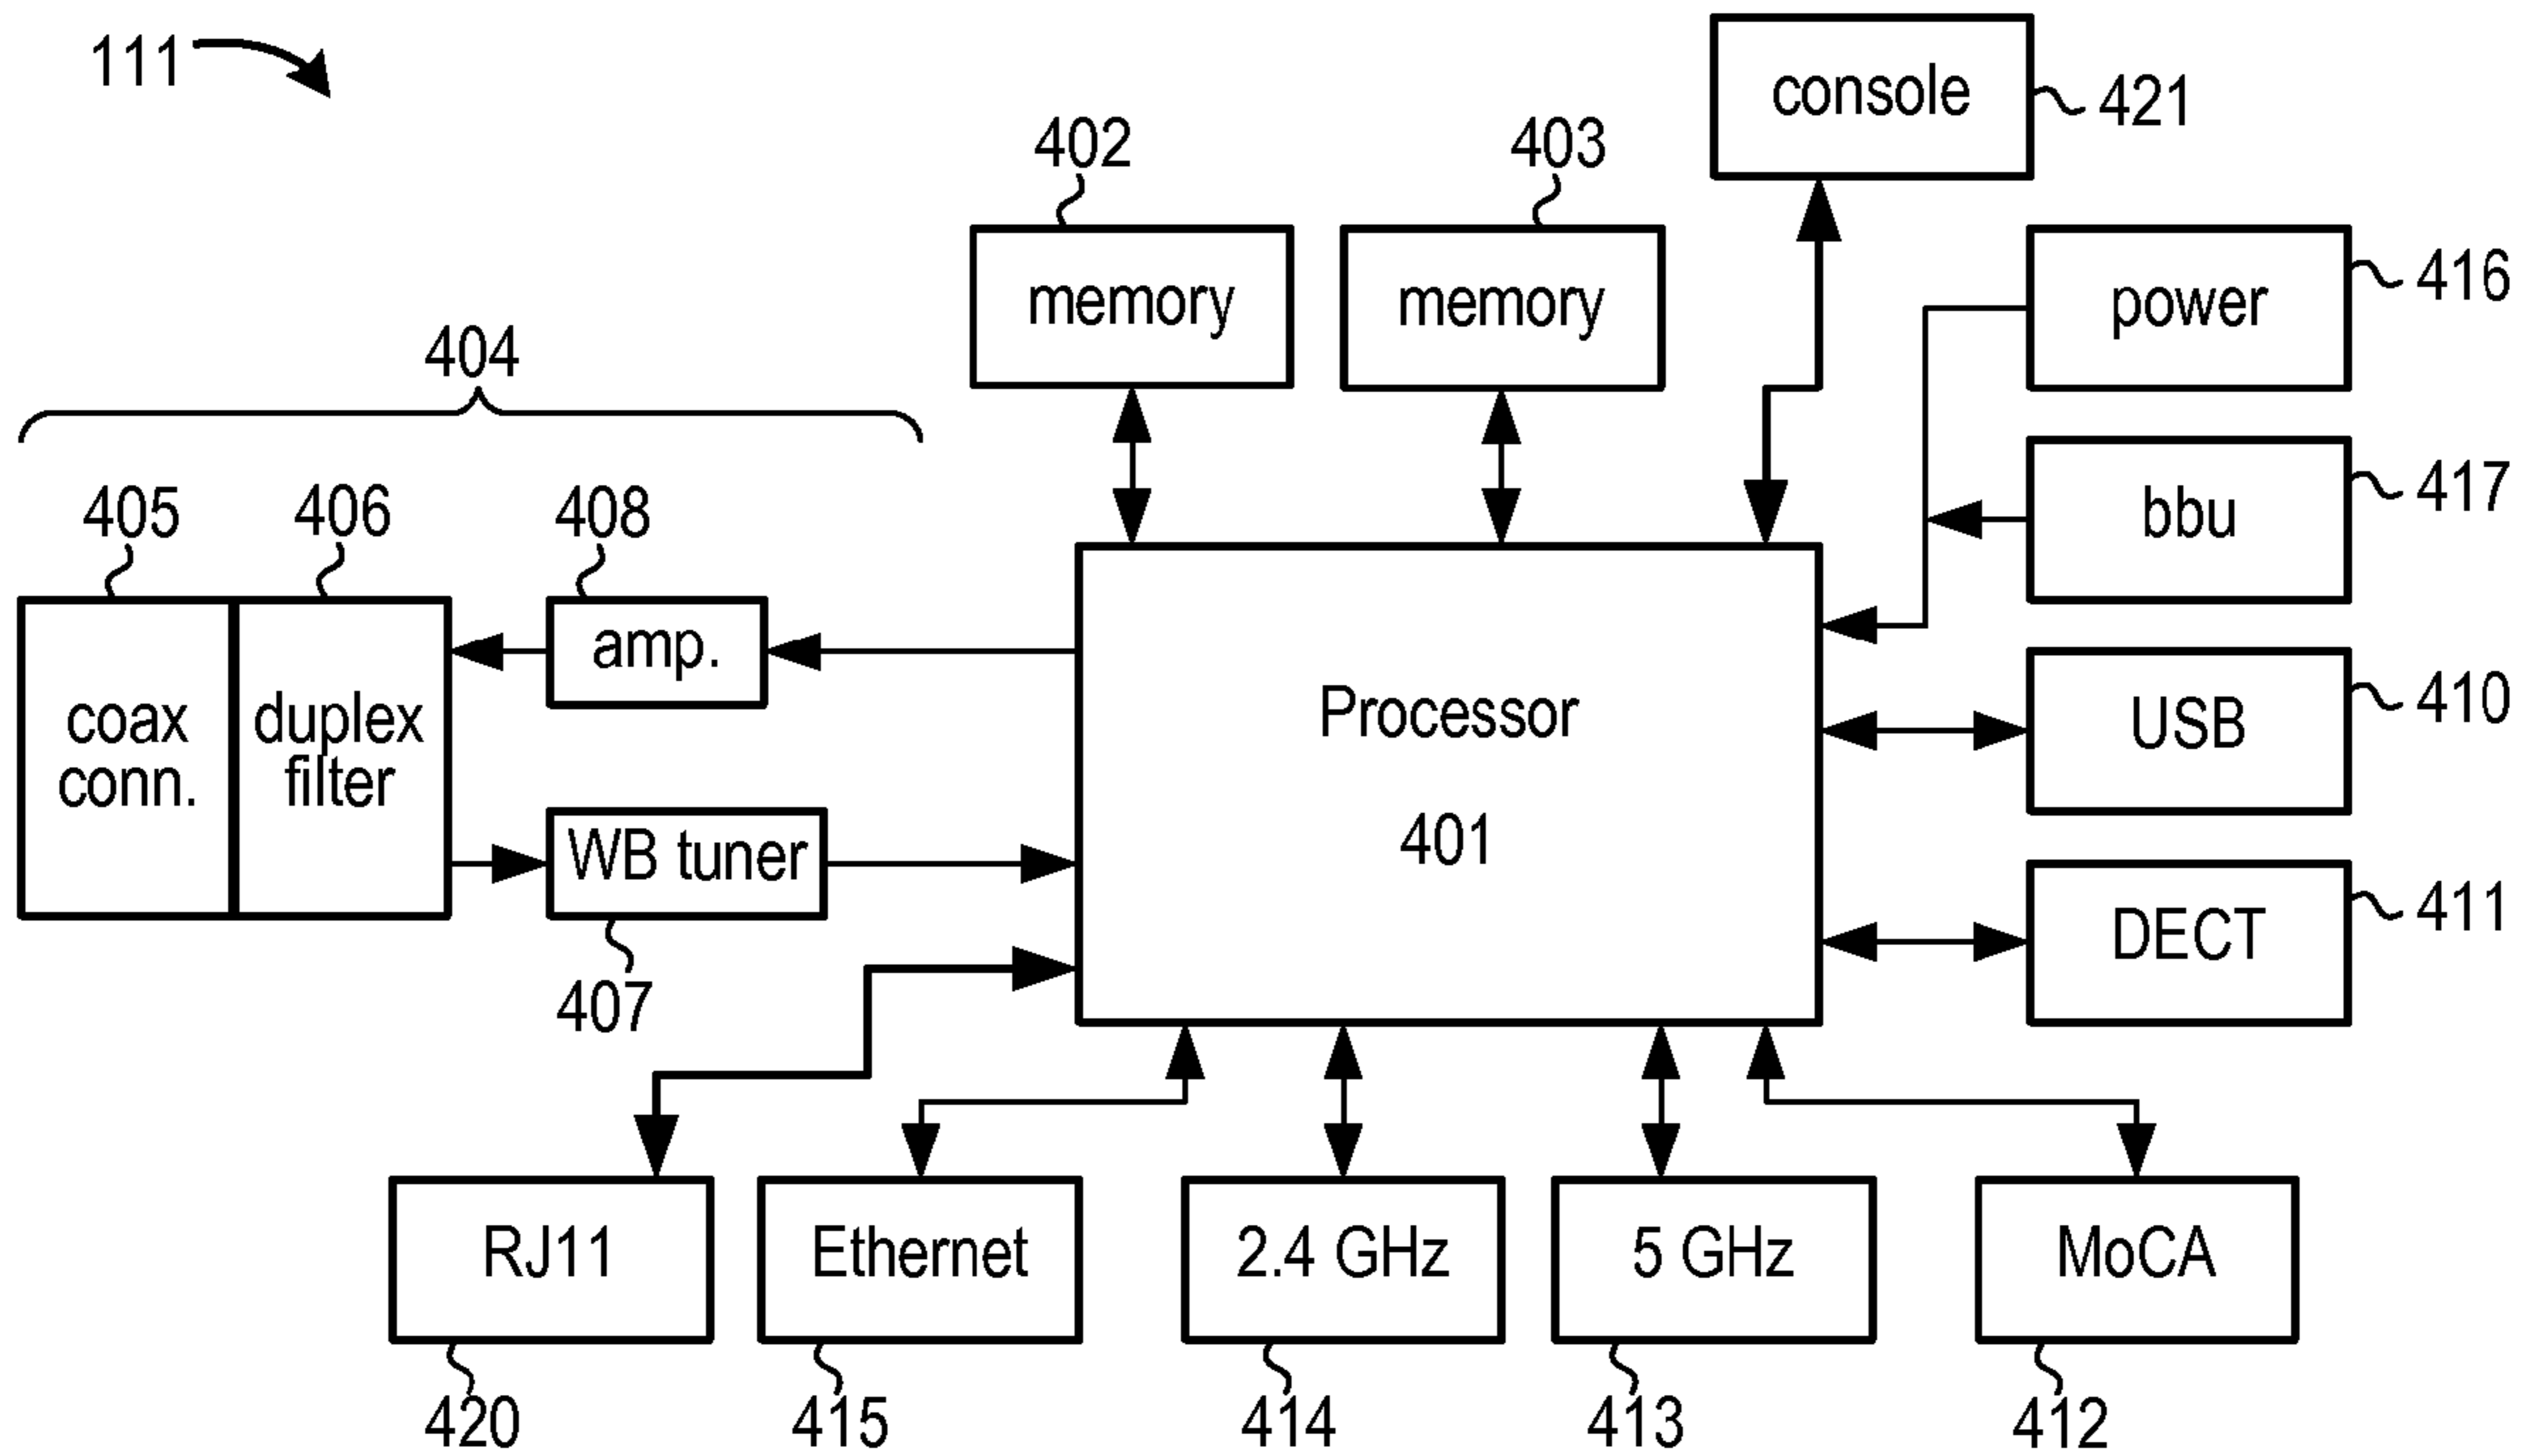 111
console
421
402
403
memory
memory
power
416
404
bbu
417
405
406
408
coax
conn.
duplex
filter
amp.
WB tuner
407
Processor
401
USB
410
DECT
411
RJ11
Ethernet
2.4 GHz
5 GHz
MoCA
420
415
414
413
412